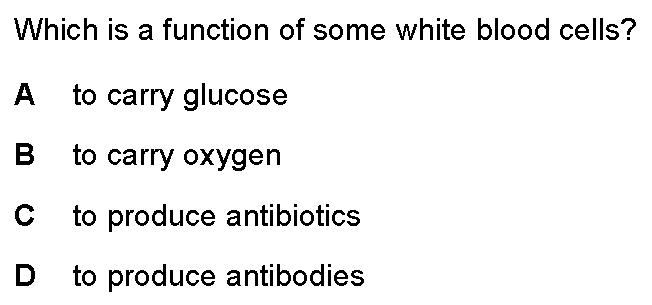 Which is a function of some white blood cells?
A to carry glucose
B to carry oxygen
C to produce antibiotics
D to produce antibodies